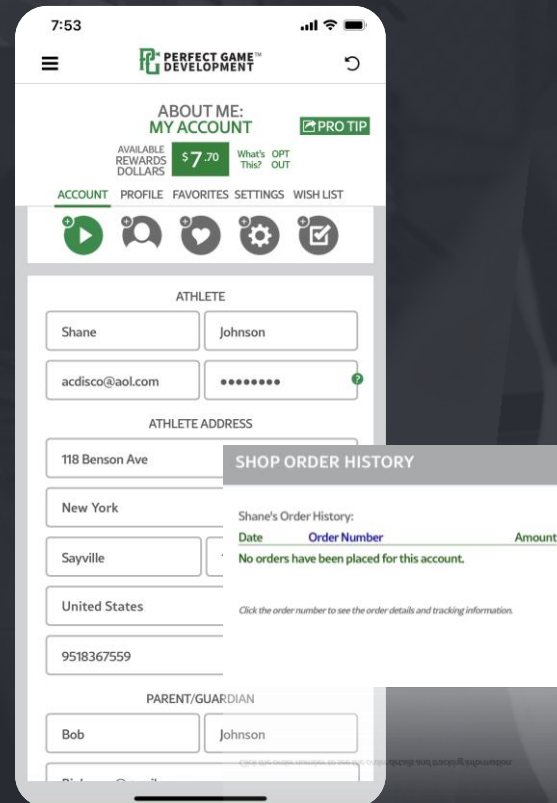 7:53
PERFECT GAME™
DEVELOPMENT
ABOUT ME:
MY ACCOUNT
PRO TIP
AVAILABLE
REWARDS
DOLLARS
$7.70
What's This?
OPT OUT
ACCOUNT PROFILE FAVORITES SETTINGS WISH LIST
ATHLETE
Shane Johnson
acdisco@aol.com ••••••••
ATHLETE ADDRESS
118 Benson Ave
New York
Sayville
United States
9518367559
PARENT/GUARDIAN
Bob Johnson
SHOP ORDER HISTORY
Shane's Order History:
Date Order Number Amount
No orders have been placed for this account.
Click the order number to see the order details and tracking information.